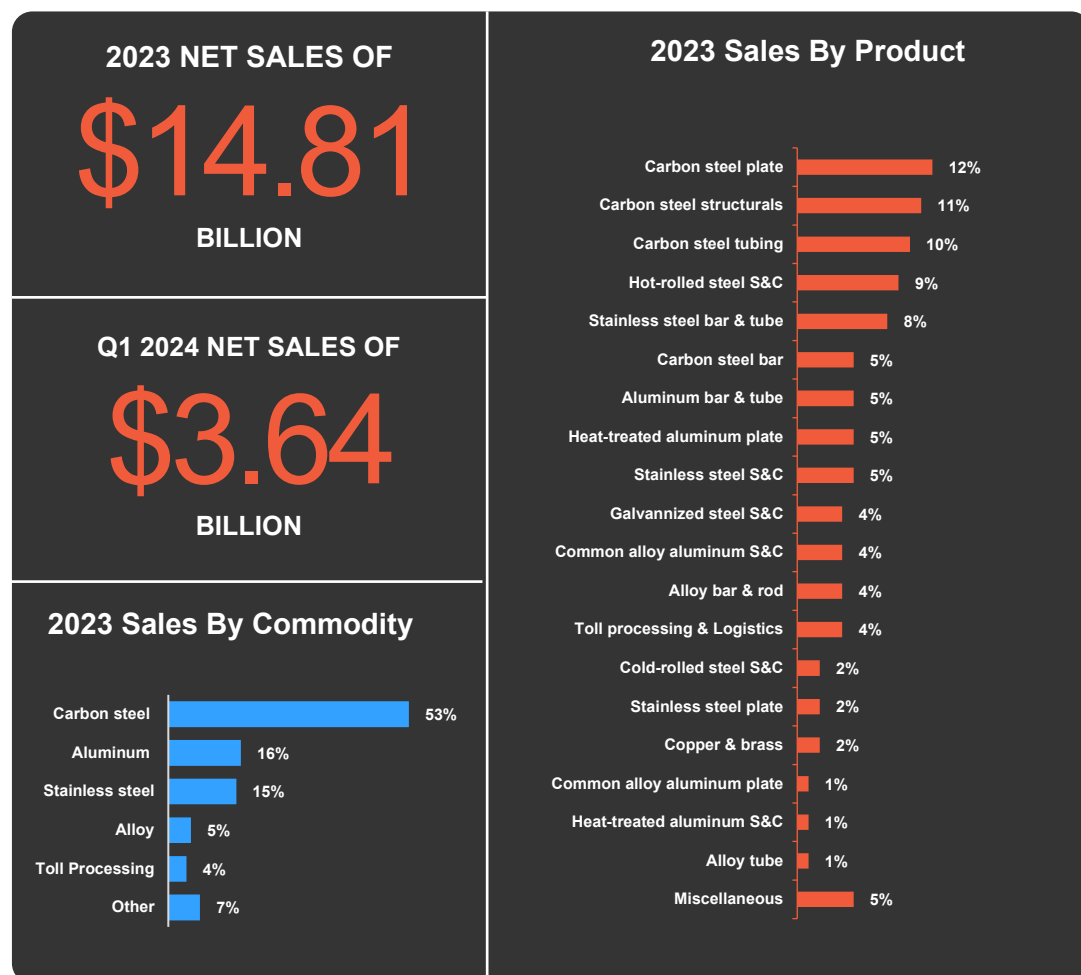 2023 NET SALES OF
$14.81
BILLION
Q1 2024 NET SALES OF
$3.64
BILLION
2023 Sales By Commodity
Carbon steel 53%
Aluminum 16%
Stainless steel 15%
Alloy 5%
Toll Processing 4%
Other 7%
2023 Sales By Product
Carbon steel plate 12%
Carbon steel structurals 11%
Carbon steel tubing 10%
Hot-rolled steel S&C 9%
Stainless steel bar & tube 8%
Carbon steel bar 5%
Aluminum bar & tube 5%
Heat-treated aluminum plate 5%
Stainless steel S&C 5%
Galvannized steel S&C 4%
Common alloy aluminum S&C 4%
Alloy bar & rod 4%
Toll processing & Logistics 4%
Cold-rolled steel S&C 2%
Stainless steel plate 2%
Copper & brass 2%
Common alloy aluminum plate 1%
Heat-treated aluminum S&C 1%
Alloy tube 1%
Miscellaneous 5%